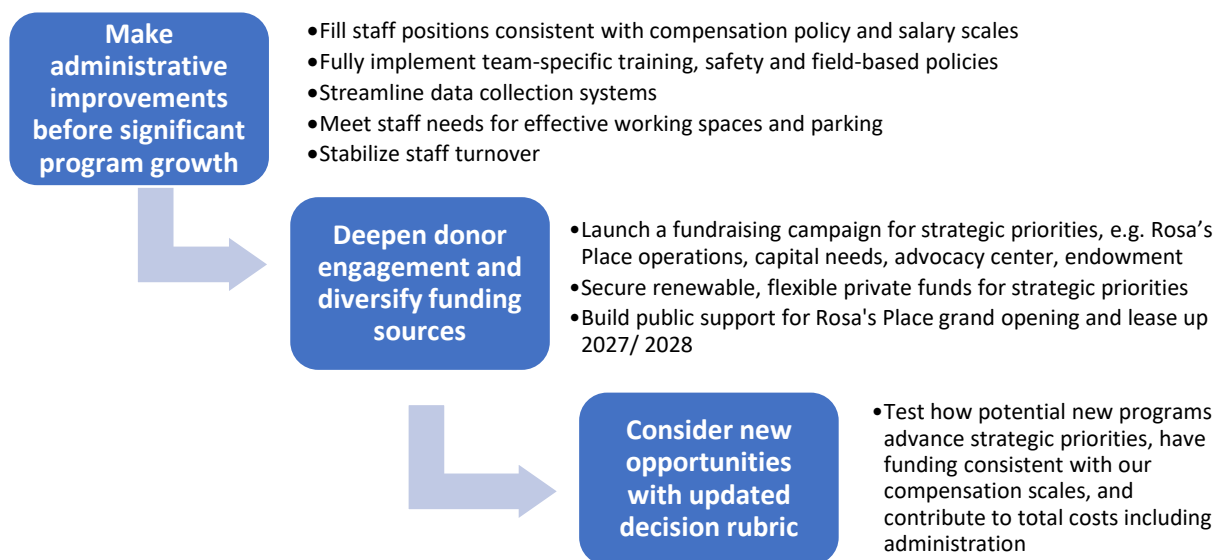 Make
administrative
improvements
before significant
program growth
•Fill staff positions consistent with compensation policy and salary scales
•Fully implement team-specific training, safety and field-based policies
•Streamline data collection systems
•Meet staff needs for effective working spaces and parking
•Stabilize staff turnover
Deepen donor
engagement and
diversify funding
sources
•Launch a fundraising campaign for strategic priorities, e.g. Rosa’s
Place operations, capital needs, advocacy center, endowment
•Secure renewable, flexible private funds for strategic priorities
•Build public support for Rosa's Place grand opening and lease up
2027/ 2028
Consider new
opportunities
with updated
decision rubric
•Test how potential new programs
advance strategic priorities, have
funding consistent with our
compensation scales, and
contribute to total costs including
administration